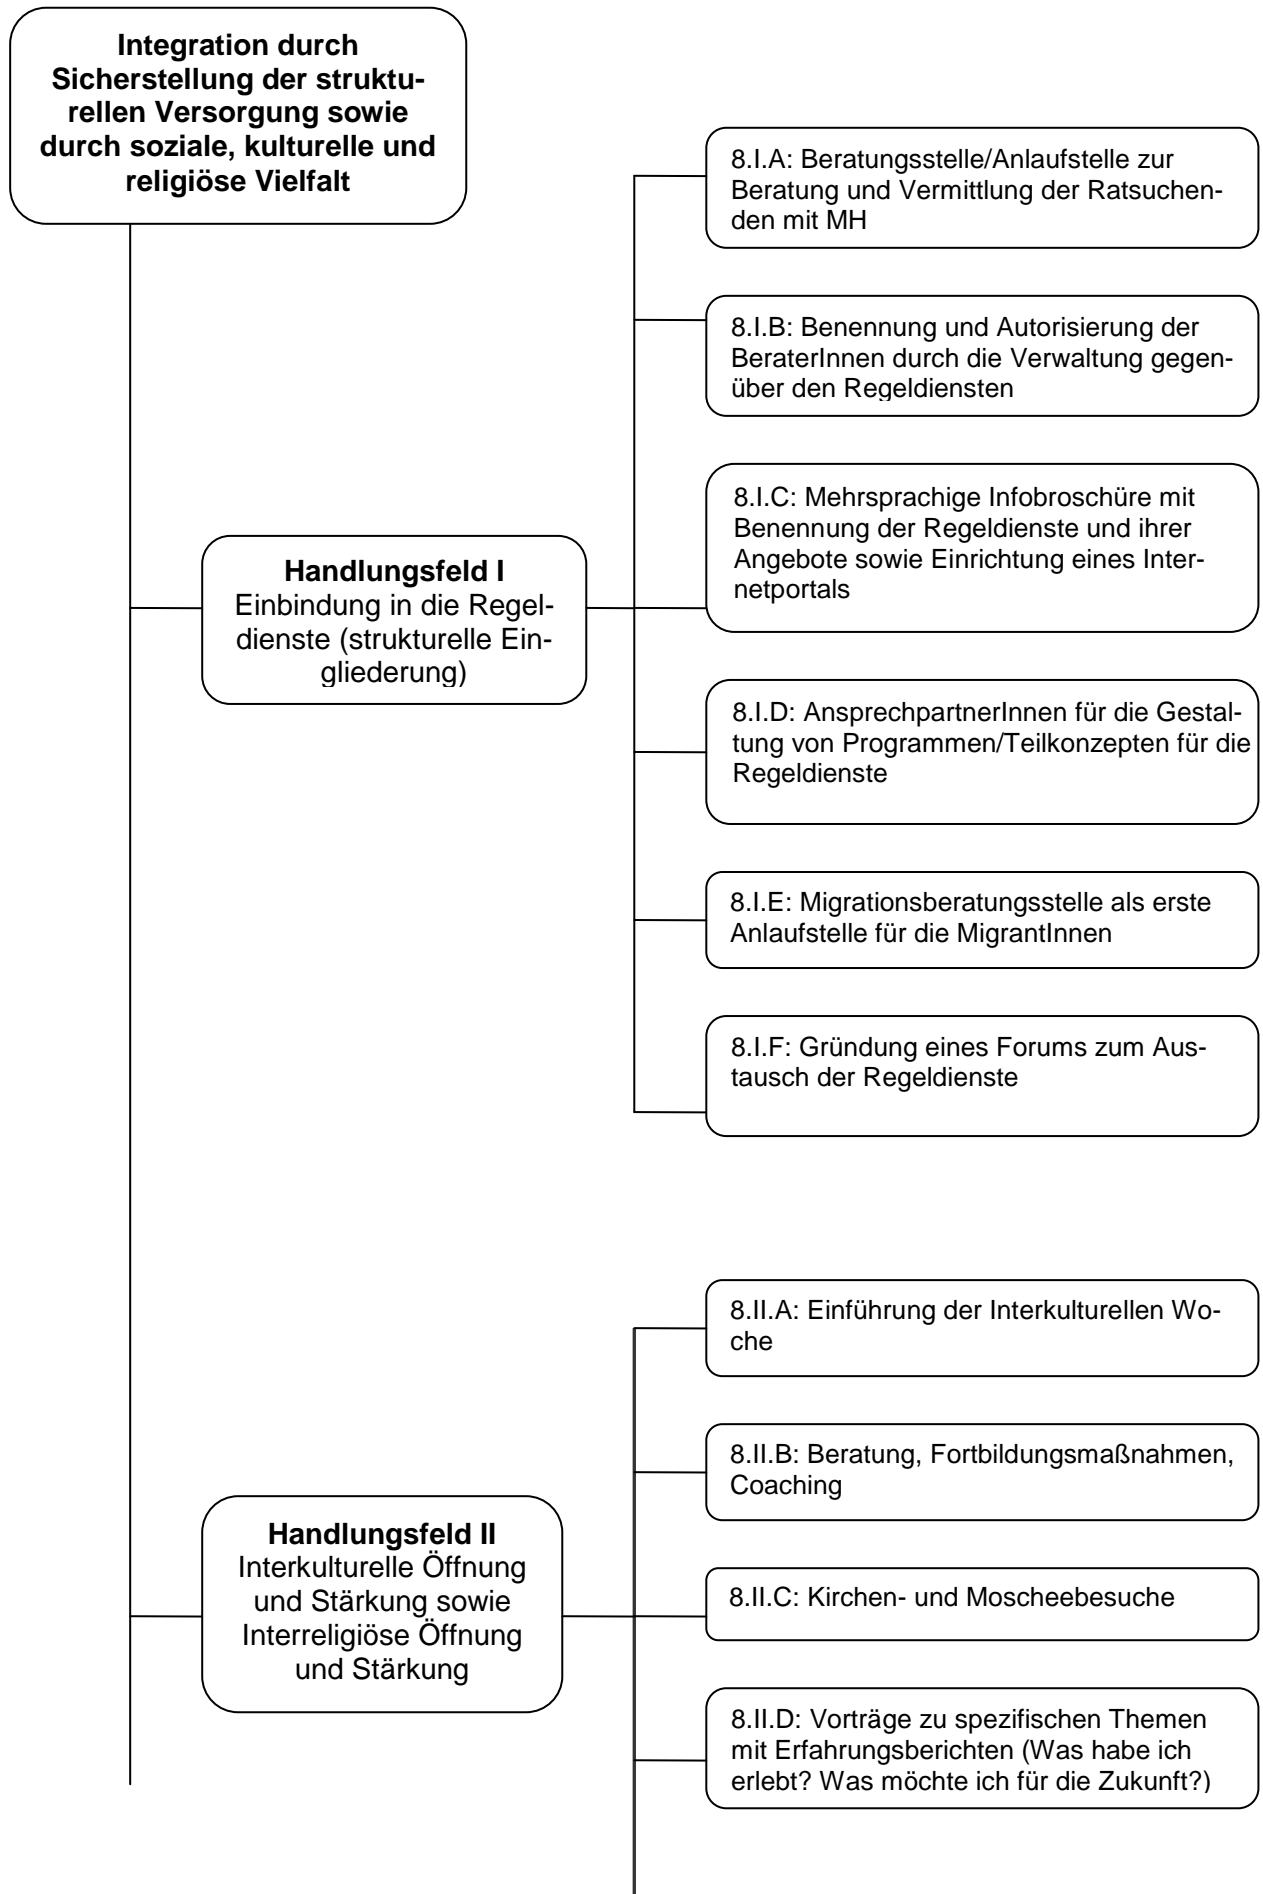 Integration durch
Sicherstellung der struktu-
rellen Versorgung sowie
durch soziale, kulturelle und
religiöse Vielfalt
8.I.A: Beratungsstelle/Anlaufstelle zur
Beratung und Vermittlung der Ratsuchen-
den mit MH
8.I.B: Benennung und Autorisierung der
BeraterInnen durch die Verwaltung gegen-
über den Regeldiensten
8.I.C: Mehrsprachige Infobroschüre mit
Benennung der Regeldienste und ihrer
Angebote sowie Einrichtung eines Inter-
netportals
Handlungsfeld I
Einbindung in die Regel-
dienste (strukturelle Ein-
gliederung)
8.I.D: AnsprechpartnerInnen für die Gestal-
tung von Programmen/Teilkonzepten für die
Regeldienste
8.I.E: Migrationsberatungsstelle als erste
Anlaufstelle für die MigrantInnen
8.I.F: Gründung eines Forums zum Aus-
tausch der Regeldienste
8.II.A: Einführung der Interkulturellen Wo-
che
8.II.B: Beratung, Fortbildungsmaßnahmen,
Coaching
Handlungsfeld II
Interkulturelle Öffnung
und Stärkung sowie
Interreligiöse Öffnung
und Stärkung
8.II.C: Kirchen- und Moscheebesuche
8.II.D: Vorträge zu spezifischen Themen
mit Erfahrungsberichten (Was habe ich
erlebt? Was möchte ich für die Zukunft?)